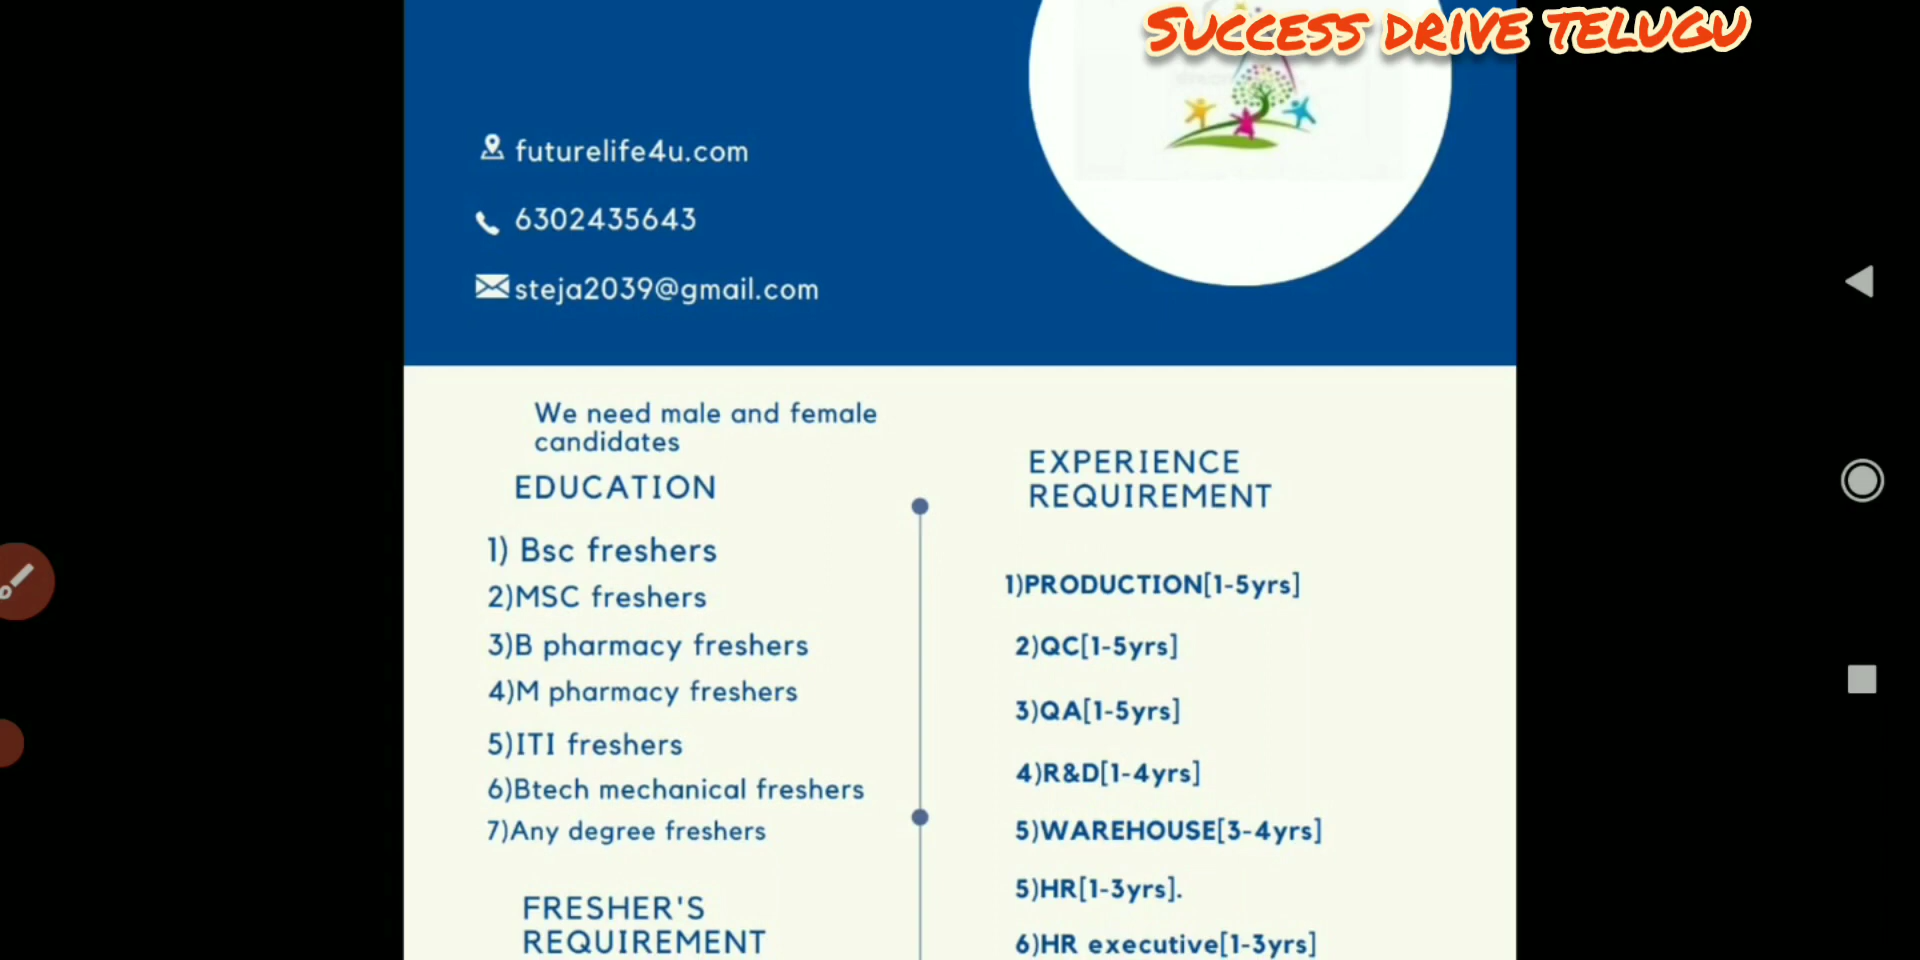 SUCCESS DRIVE TELUGU
futurelife4u.com
6302435643
steja2039@gmail.com
We need male and female
candidates
EDUCATION
1) Bsc freshers
2)MSC freshers
3)B pharmacy freshers
4)M pharmacy freshers
5)ITI freshers
6)Btech mechanical freshers
7)Any degree freshers
FRESHER'S
REQUIREMENT
EXPERIENCE
REQUIREMENT
1)PRODUCTION[1-5yrs]
2)QC[1-5yrs]
3)QA[1-5yrs]
4)R&D[1-4yrs]
5)WAREHOUSE[3-4yrs]
5)HR[1-3yrs].
6)HR executive[1-3yrs]